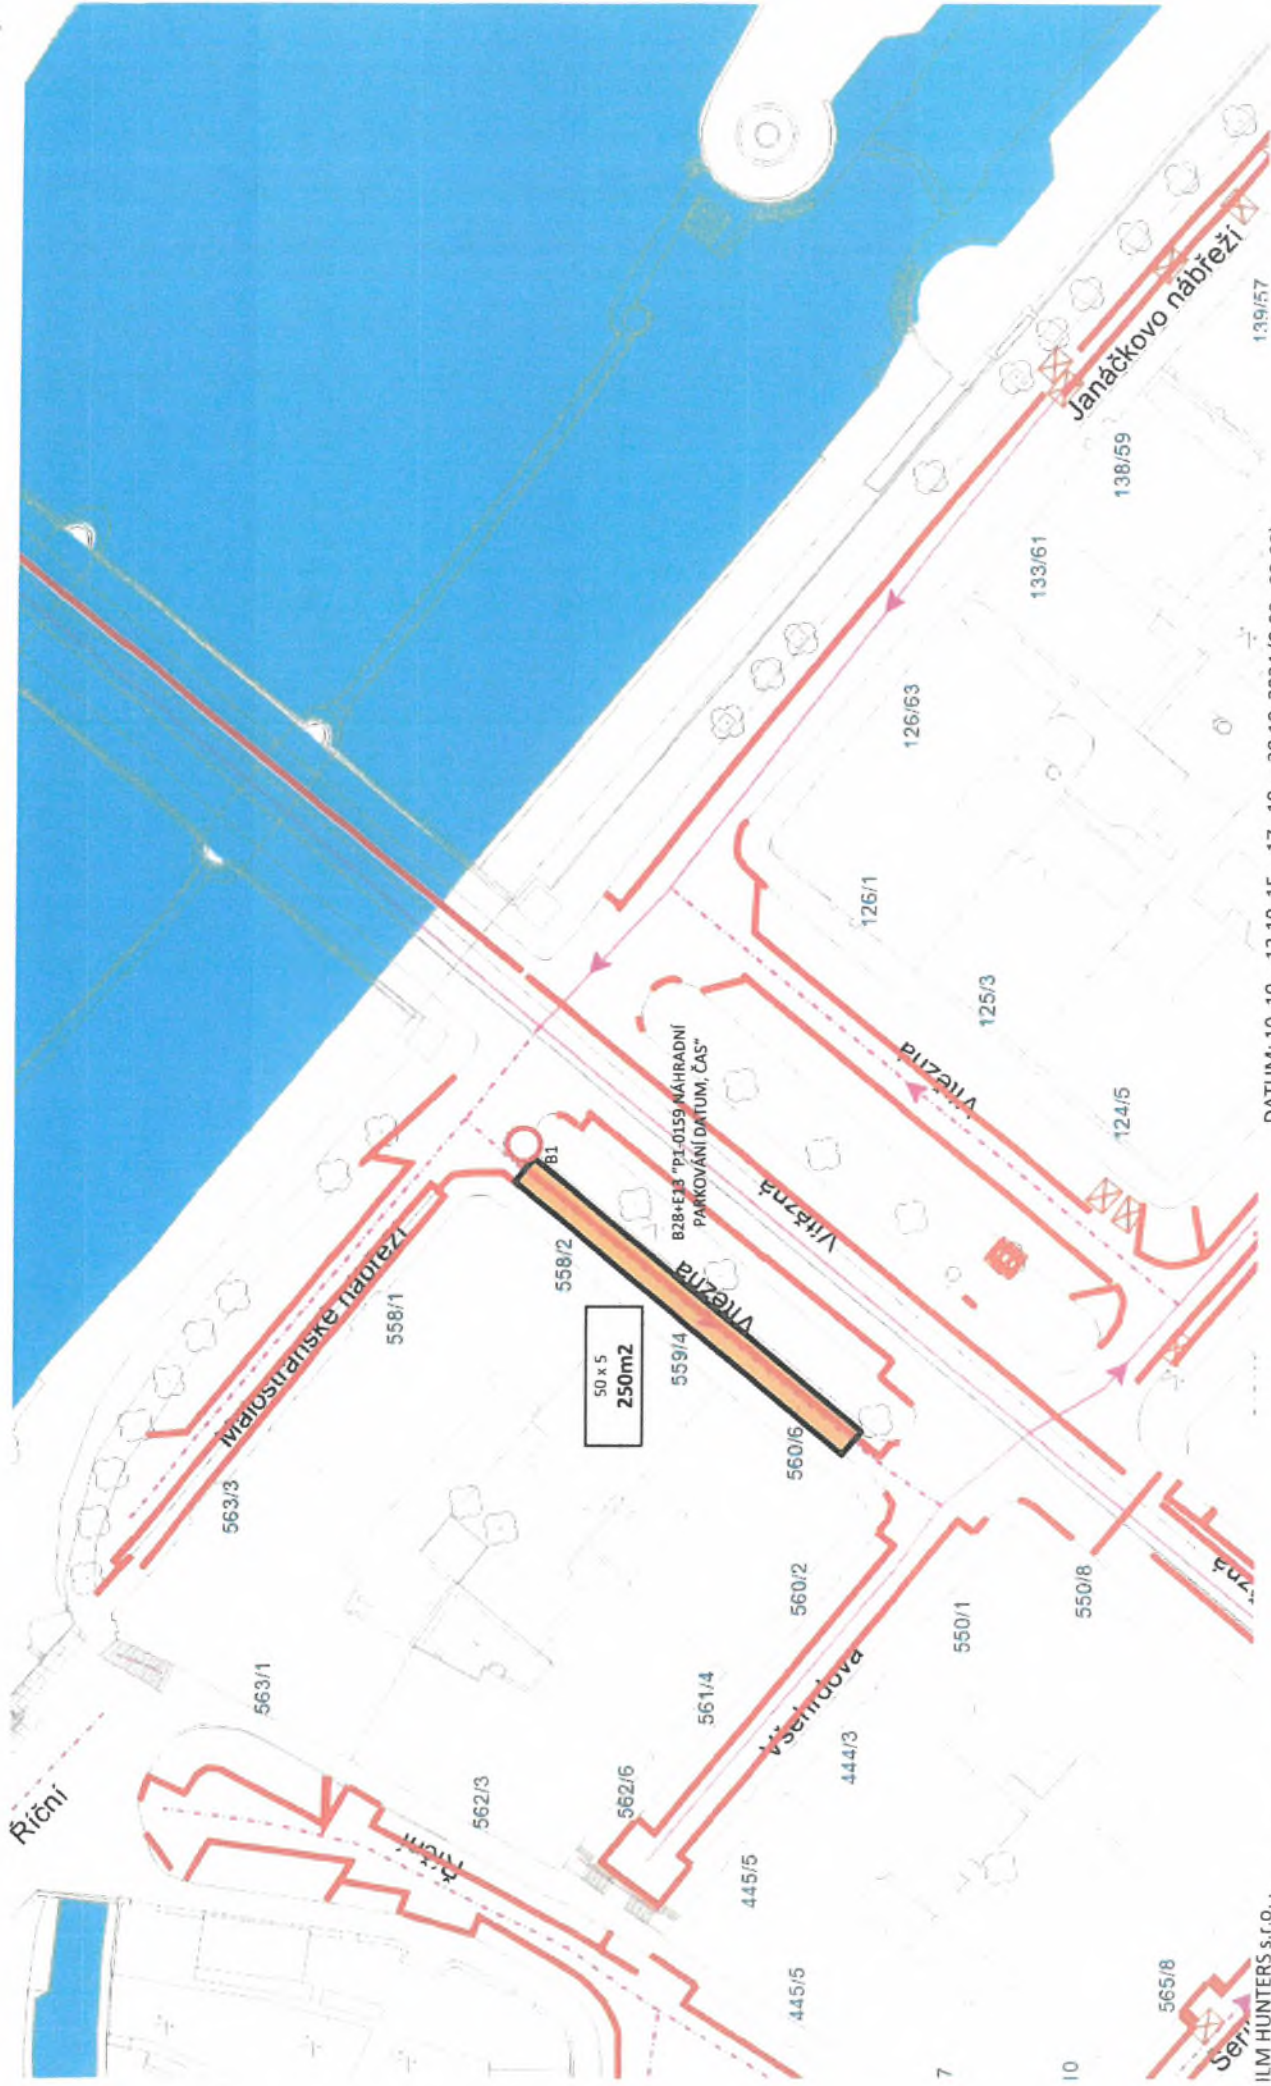 Říční
563/1
563/3
Malostranské nábřeží
558/1
558/2
559/4
560/6
50 x 5
250m2
B1
B28+E13 "P1-0159 NÁHRADNÍ
PARKOVÁNÍ DATUM, ČAS"
Vítězná
Vítězná
Vítězná
126/1
125/3
124/5
126/63
133/61
138/59
139/57
Janáčkovo nábřeží
Říční
562/3
562/6
561/4
560/2
Všehrdova
444/3
445/5
445/5
550/1
550/8
565/8
7
10
ILM HUNTERS s.r.o.